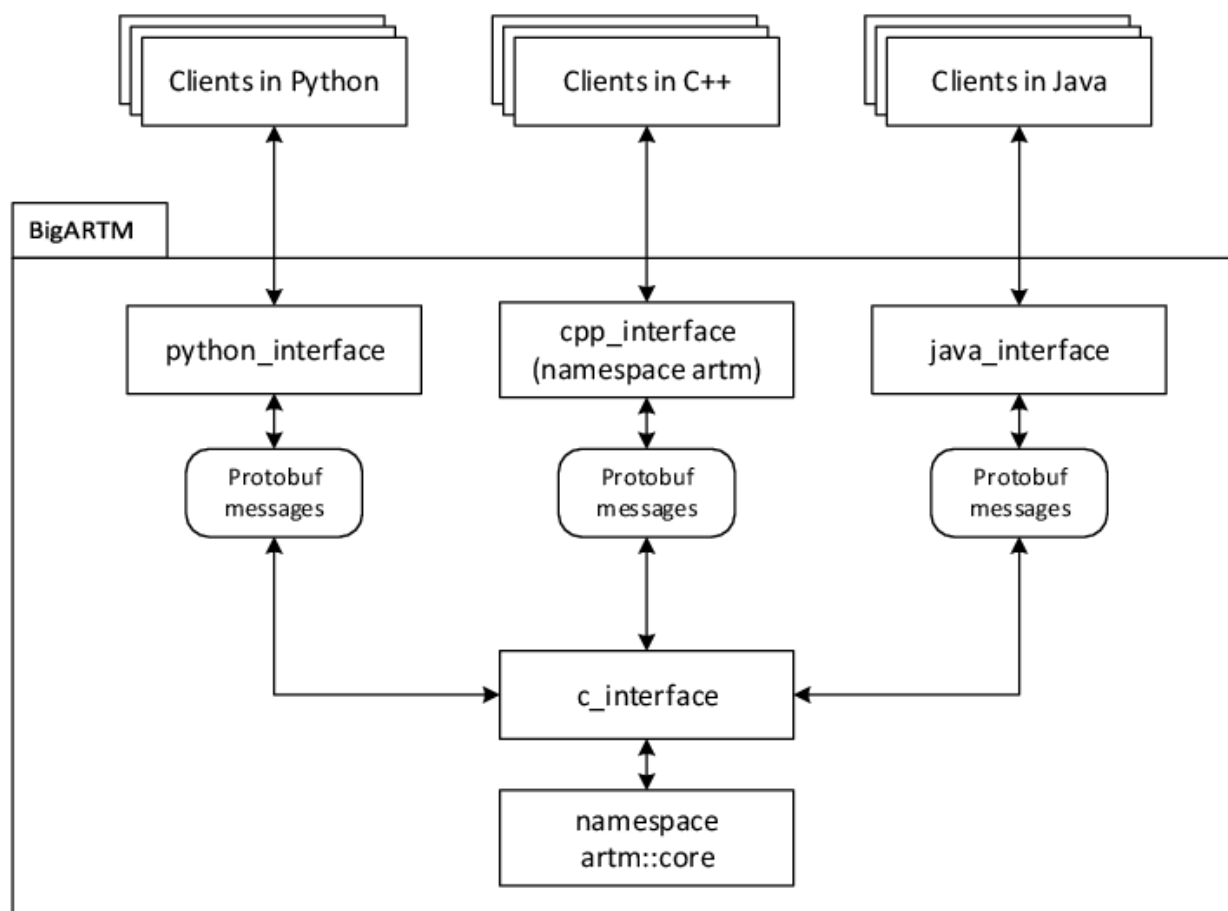 Clients in Python
Clients in C++
Clients in Java
BigARTM
python_interface
cpp_interface
(namespace artm)
java_interface
Protobuf
messages
Protobuf
messages
Protobuf
messages
c_interface
namespace
artm::core